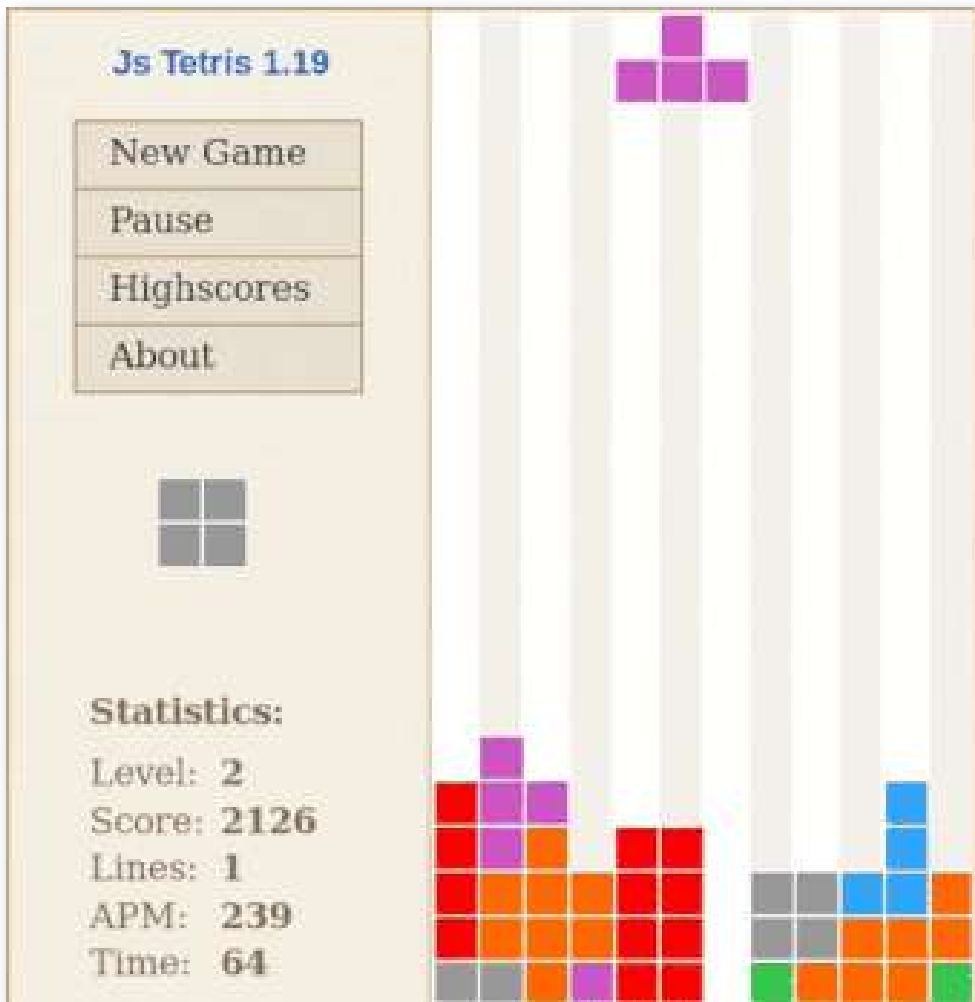 Js Tetris 1.19
New Game
Pause
Highscores
About
Statistics:
Level: 2
Score: 2126
Lines: 1
APM: 239
Time: 64